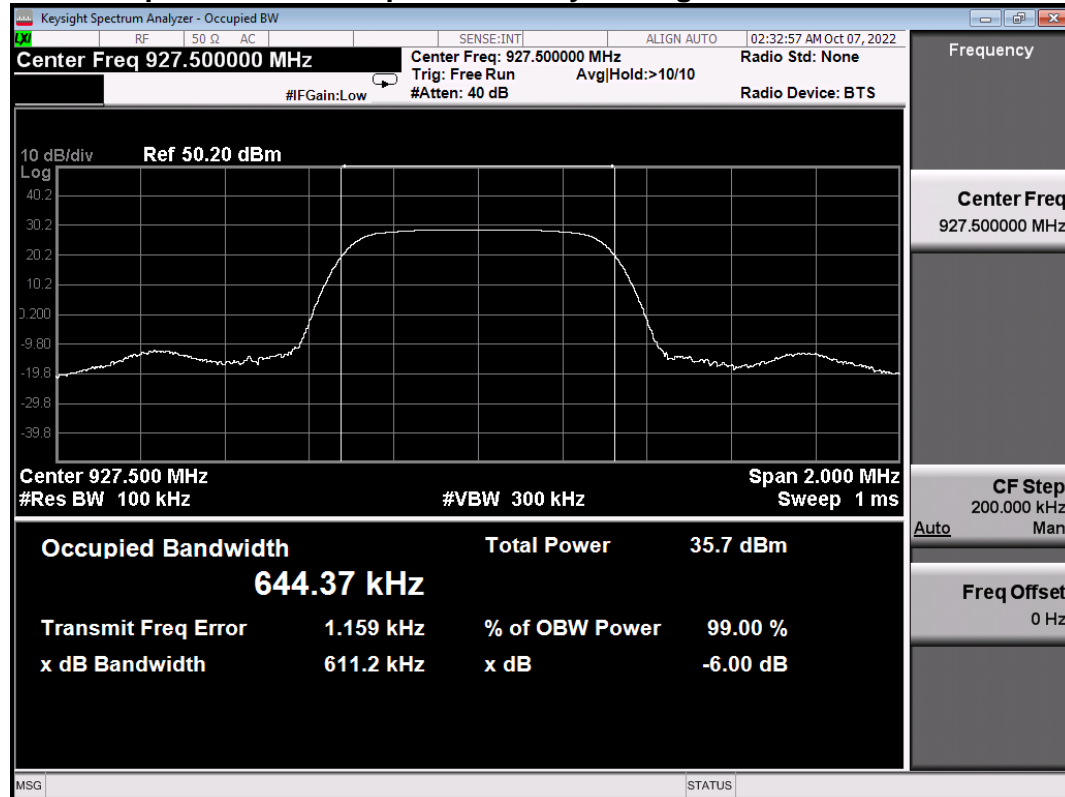 Keysight Spectrum Analyzer - Occupied BW
LXI RF 50 Ω AC SENSE:INT ALIGN AUTO 02:32:57 AM Oct 07, 2022
Center Freq 927.500000 MHz
Center Freq: 927.500000 MHz Radio Std: None
Trig: Free Run Avg|Hold:>10/10
#IFGain:Low #Atten: 40 dB Radio Device: BTS
10 dB/div Ref 50.20 dBm
Log
40.2
30.2
20.2
10.2
0.200
-9.80
-19.8
-29.8
-39.8
Center 927.500 MHz Span 2.000 MHz
#Res BW 100 kHz #VBW 300 kHz Sweep 1 ms
Occupied Bandwidth Total Power 35.7 dBm
644.37 kHz
Transmit Freq Error 1.159 kHz % of OBW Power 99.00 %
x dB Bandwidth 611.2 kHz x dB -6.00 dB
MSG STATUS
Frequency
Center Freq
927.500000 MHz
CF Step
200.000 kHz
Auto Man
Freq Offset
0 Hz